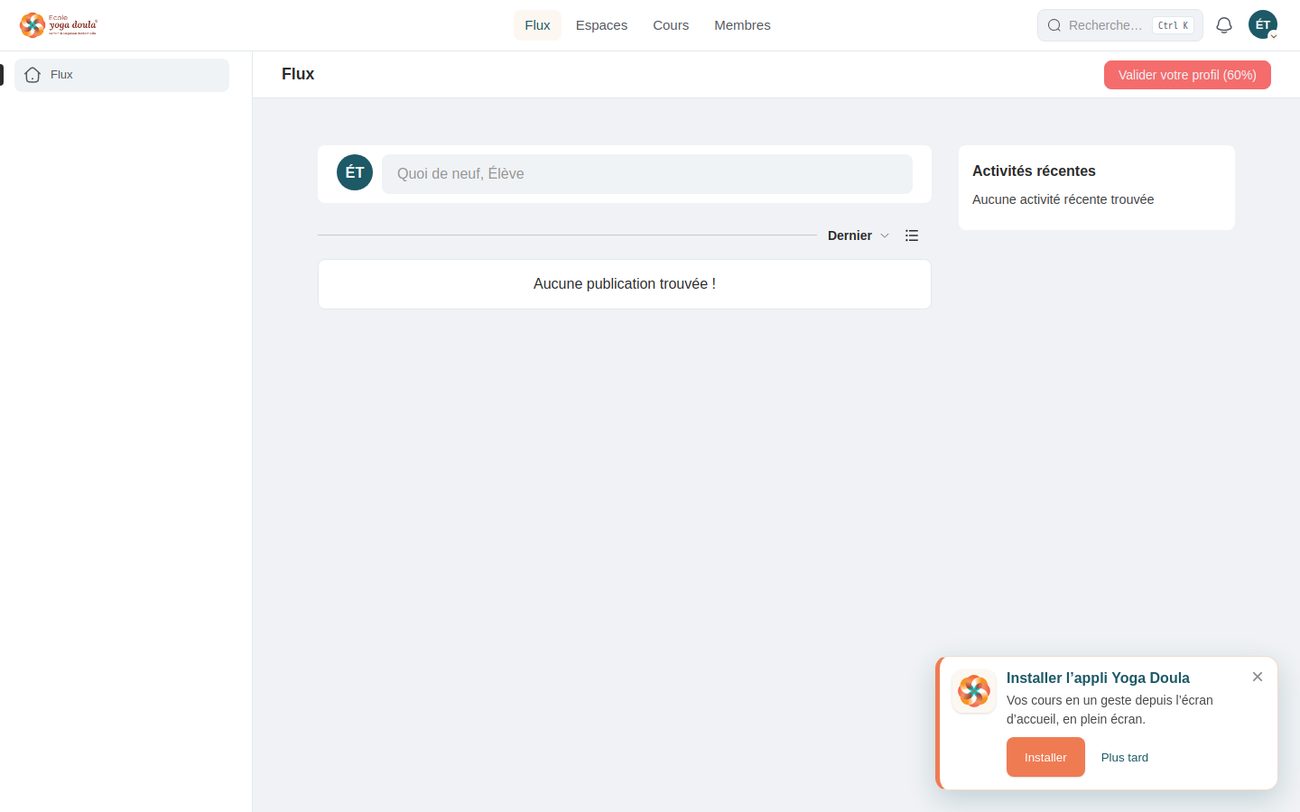 Ecole
yoga doula
Flux
Espaces
Cours
Membres
Recherche…
Ctrl K
ÉT
Flux
Flux
Valider votre profil (60%)
ÉT
Quoi de neuf, Élève
Activités récentes
Aucune activité récente trouvée
Dernier
Aucune publication trouvée !
Installer l’appli Yoga Doula
Vos cours en un geste depuis l’écran
d’accueil, en plein écran.
Installer
Plus tard